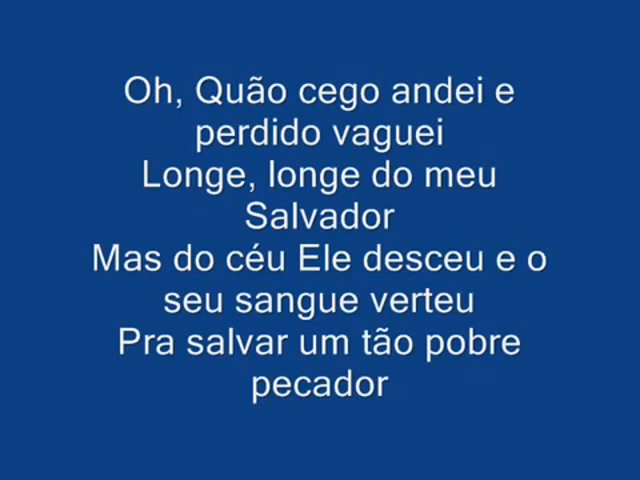 Oh, Quão cego andei e
perdido vaguei
Longe, longe do meu
Salvador
Mas do céu Ele desceu e o
seu sangue verteu
Pra salvar um tão pobre
pecador